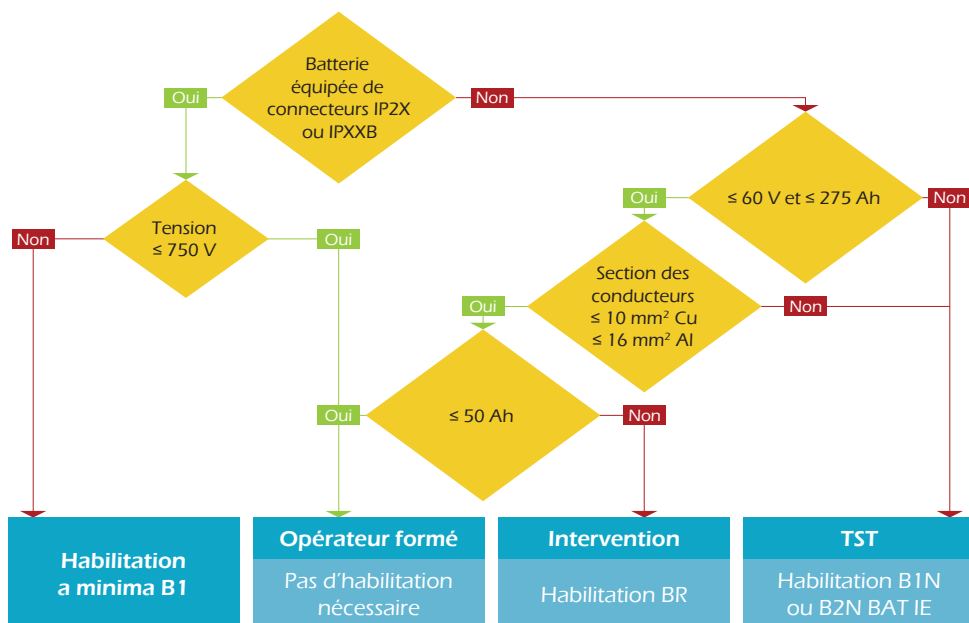 Batterie
équipée de
connecteurs IP2X
ou IPXXB
Oui
Non
Tension
≤ 750 V
Non
Oui
≤ 60 V et ≤ 275 Ah
Oui
Non
Section des
conducteurs
≤ 10 mm² Cu
≤ 16 mm² Al
Oui
Non
≤ 50 Ah
Oui
Non
Habilitation
a minima B1
Opérateur formé
Pas d’habilitation
nécessaire
Intervention
Habilitation BR
TST
Habilitation B1N
ou B2N BAT IE